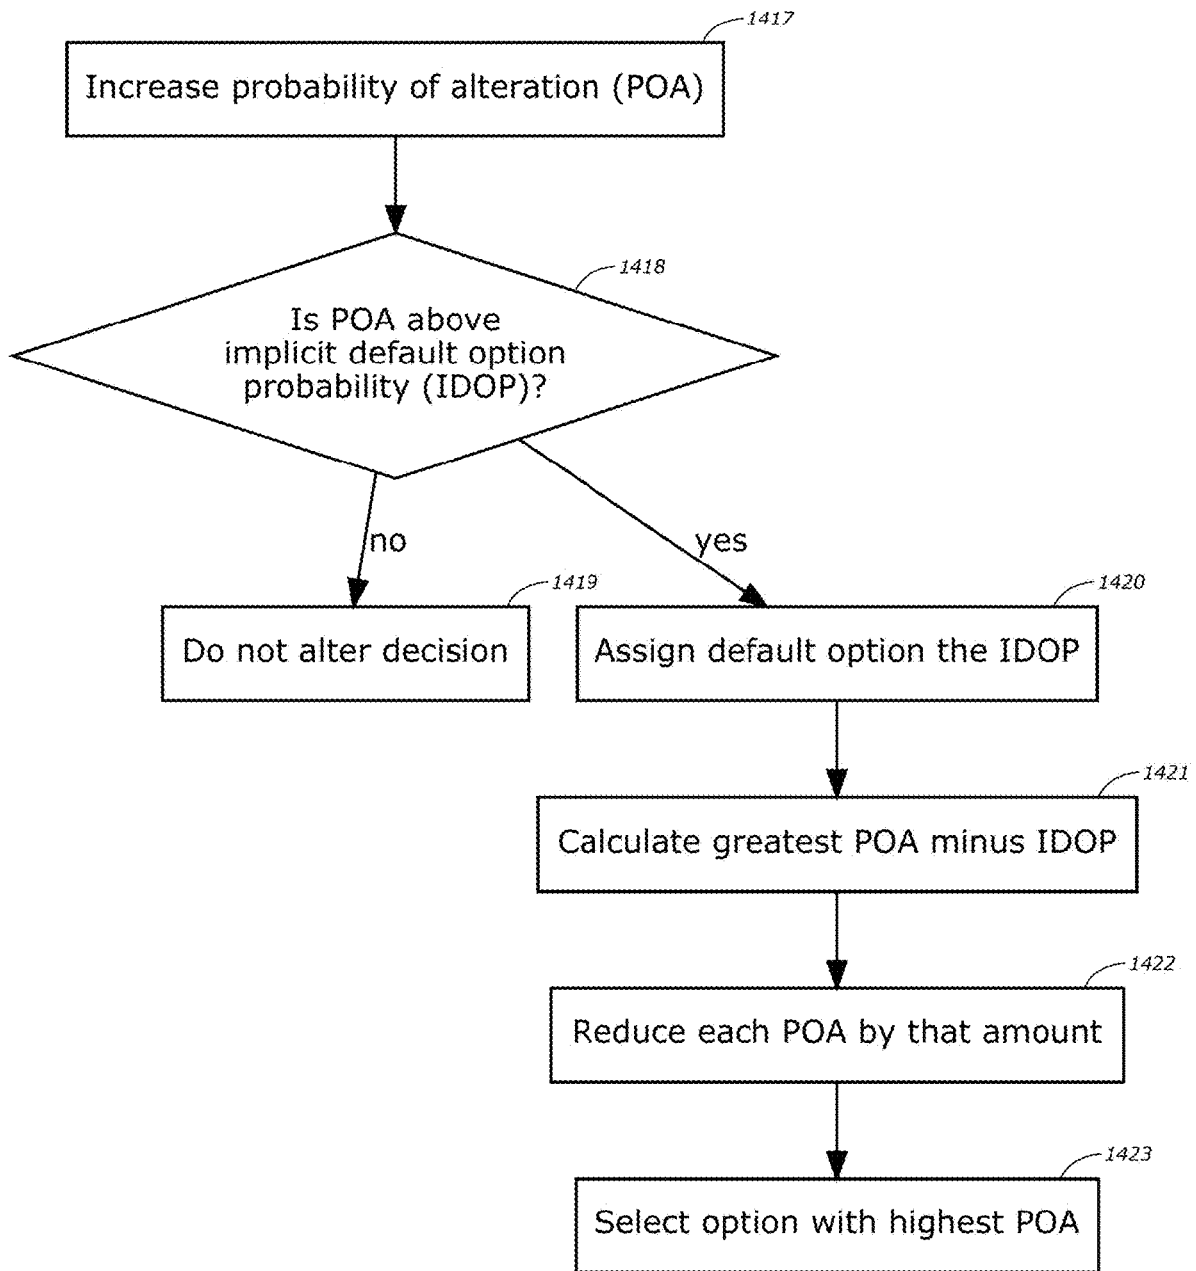 1417
Increase probability of alteration (POA)
1418
Is POA above
implicit default option
probability (IDOP)?
no
yes
1419
Do not alter decision
1420
Assign default option the IDOP
1421
Calculate greatest POA minus IDOP
1422
Reduce each POA by that amount
1423
Select option with highest POA